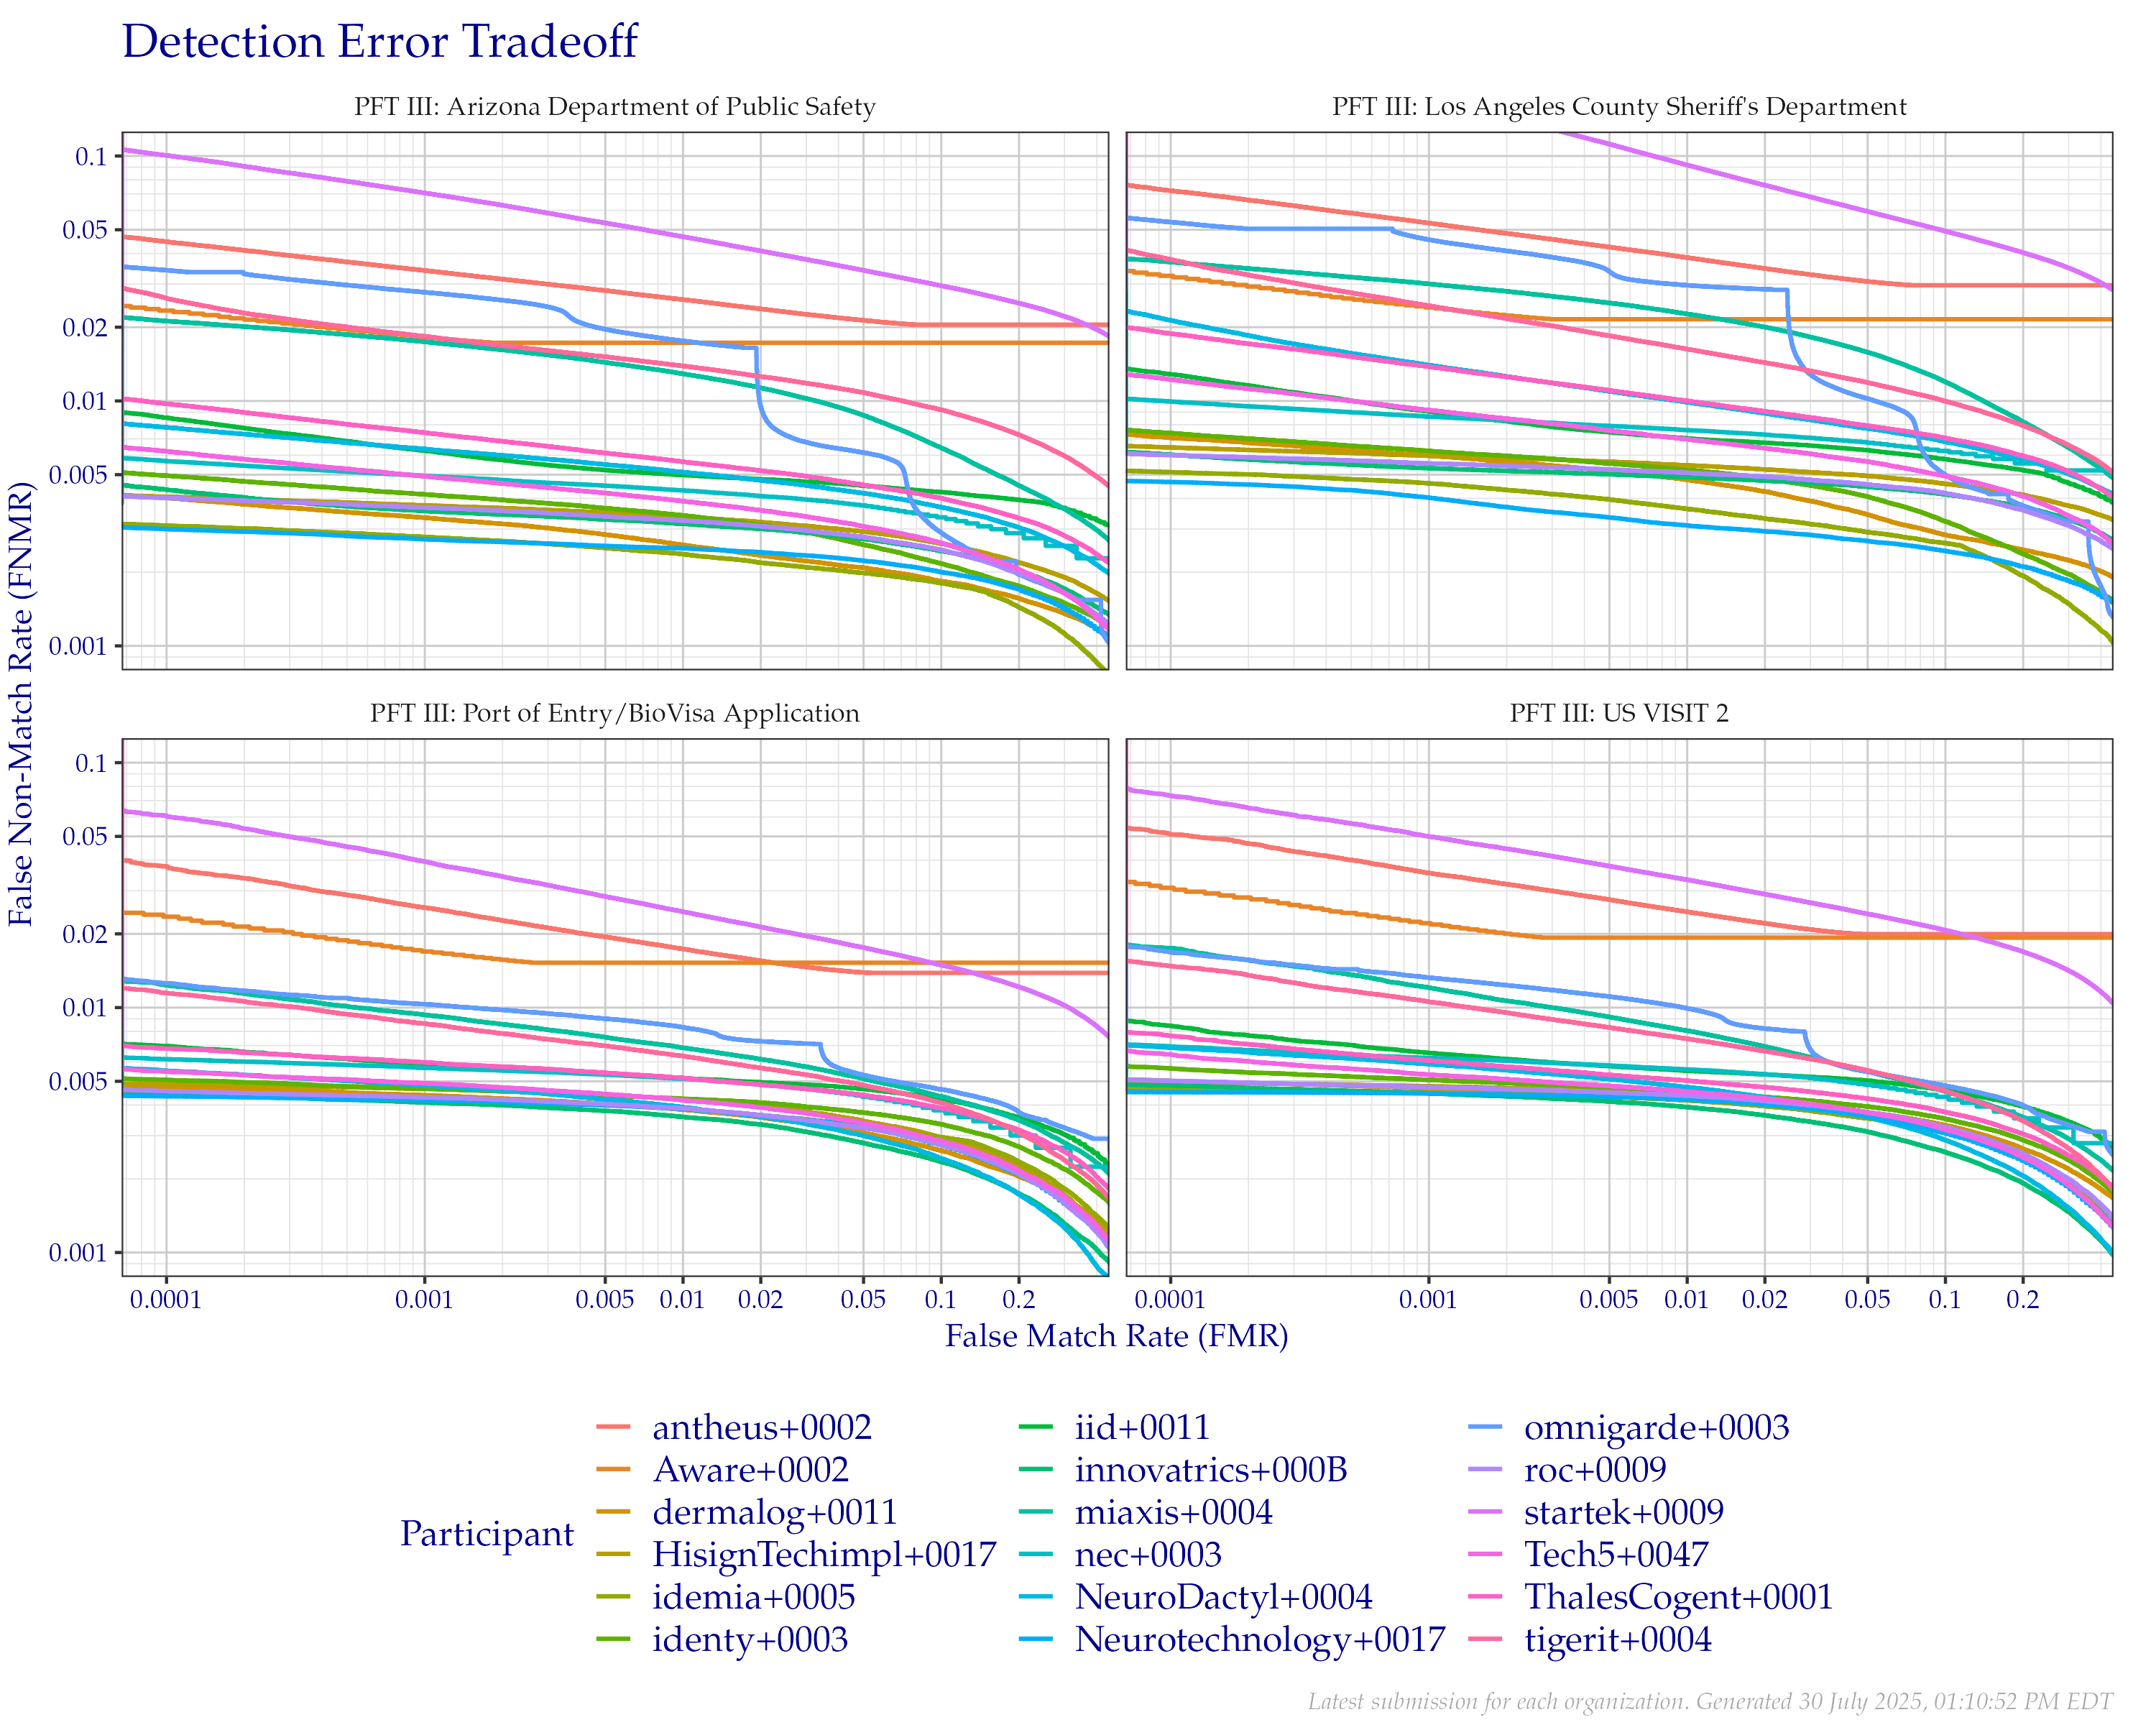 Detection Error Tradeoff
PFT III: Arizona Department of Public Safety
PFT III: Los Angeles County Sheriff's Department
0.1
0.05
0.02
0.01
0.005
0.001
PFT III: Port of Entry/BioVisa Application
PFT III: US VISIT 2
0.1
0.05
0.02
0.01
0.005
0.001
False Non-Match Rate (FNMR)
0.0001 0.001 0.005 0.01 0.02 0.05 0.1 0.2
0.0001 0.001 0.005 0.01 0.02 0.05 0.1 0.2
False Match Rate (FMR)
Participant
antheus+0002
Aware+0002
dermalog+0011
HisignTechimpl+0017
idemia+0005
identy+0003
iid+0011
innovatrics+000B
miaxis+0004
nec+0003
NeuroDactyl+0004
Neurotechnology+0017
omnigarde+0003
roc+0009
startek+0009
Tech5+0047
ThalesCogent+0001
tigerit+0004
Latest submission for each organization. Generated 30 July 2025, 01:10:52 PM EDT